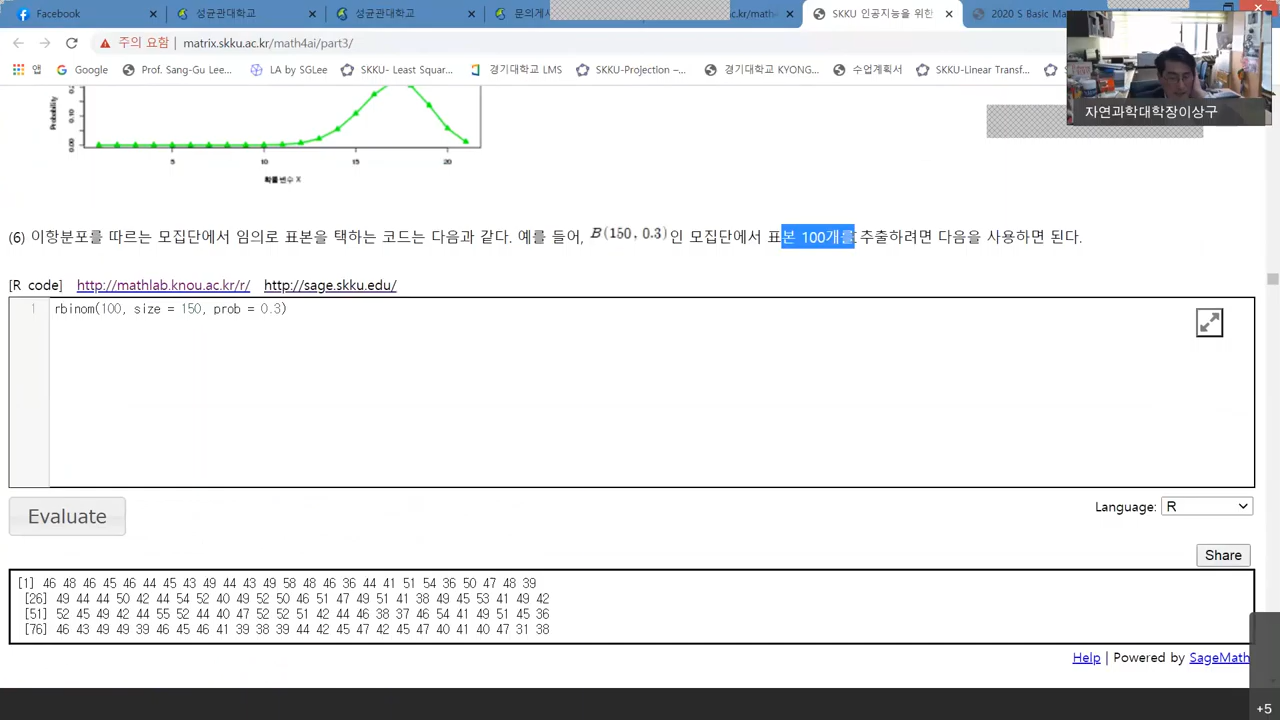 Facebook
성균관대학교
성균관대학교
문의게시
ac.kr/math4
SKKU 인공지능을 위한
2020 S Basic Math
주의 요함
matrix.skku.ac.kr/math4ai/part3/
앱
Google
Prof. Sang-Gu Lee...
LA by SGLee
SKKU Least Squar...
경기대학교 LMS
SKKU-Projection –...
경기대학교 KYONG...
수업계획서
SKKU-Linear Transf...
자연과학대학장이상구
Probability
0.00
5
10
15
20
확률변수 X
(6) 이항분포를 따르는 모집단에서 임의로 표본을 택하는 코드는 다음과 같다. 예를 들어, B(150, 0.3)인 모집단에서 표본 100개를 추출하려면 다음을 사용하면 된다.
[R code] http://mathlab.knou.ac.kr/r/ http://sage.skku.edu/
1 rbinom(100, size = 150, prob = 0.3)
Evaluate
Language: R
Share
[1] 46 48 46 45 46 44 45 43 49 44 43 49 58 48 46 36 44 41 51 54 36 50 47 48 39
[26] 49 44 44 50 42 44 54 52 40 49 52 50 46 51 47 49 51 41 38 49 45 53 41 49 42
[51] 52 45 49 42 44 55 52 44 40 47 52 52 51 42 44 46 38 37 46 54 41 49 51 45 36
[76] 46 43 49 49 39 46 45 46 41 39 38 39 44 42 45 47 42 45 47 40 41 40 47 31 38
Help | Powered by SageMath
+5